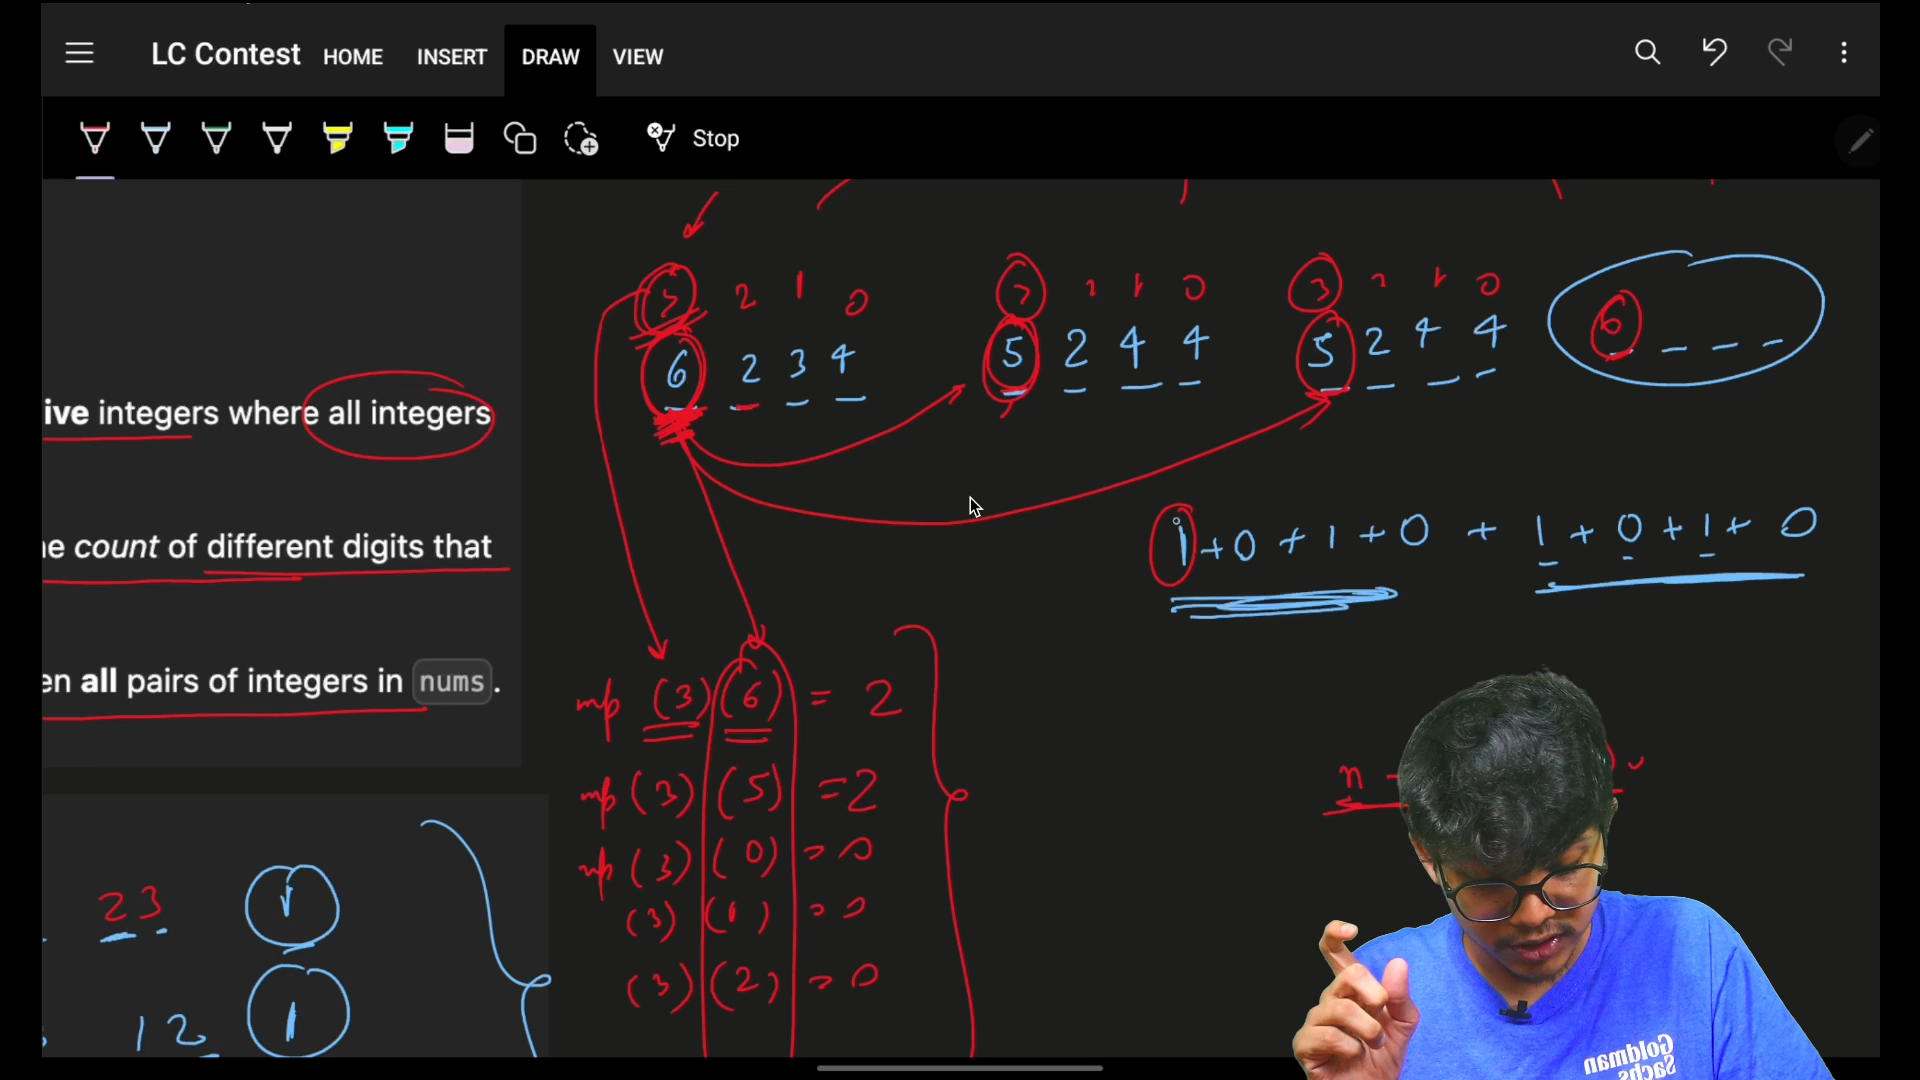 LC Contest HOME INSERT DRAW VIEW
Stop
3 2 1 0
6 2 3 4
0
5 2 4 4
3 1 0
5 2 4 4
6 _ _ _
ive integers where all integers
1+0+1+0 + 1+0+1+0
e count of different digits that
en all pairs of integers in nums.
mp (3)(6) = 2
mp (3)(5) = 2
mp (3)(0) = 0
(3)(1) = 0
(3)(2) = 0
n -
23 1
12 1
Goldman
Sachs